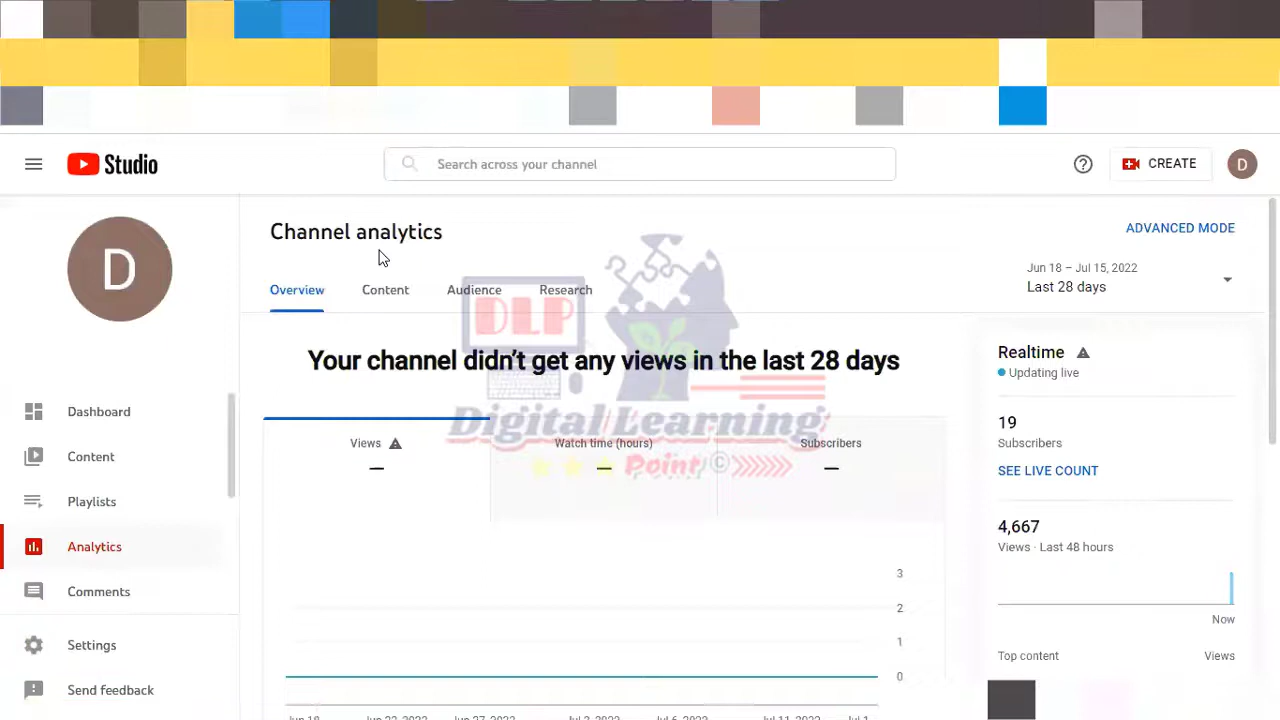 Studio
Search across your channel
CREATE
D
D
Channel analytics
ADVANCED MODE
Jun 18 – Jul 15, 2022
Last 28 days
Overview
Content
Audience
Research
DLP
Your channel didn't get any views in the last 28 days
Digital Learning
Point ©
Views
—
Watch time (hours)
—
Subscribers
—
3
2
1
0
Realtime
Updating live
19
Subscribers
SEE LIVE COUNT
4,667
Views · Last 48 hours
Now
Top content
Views
Dashboard
Content
Playlists
Analytics
Comments
Settings
Send feedback